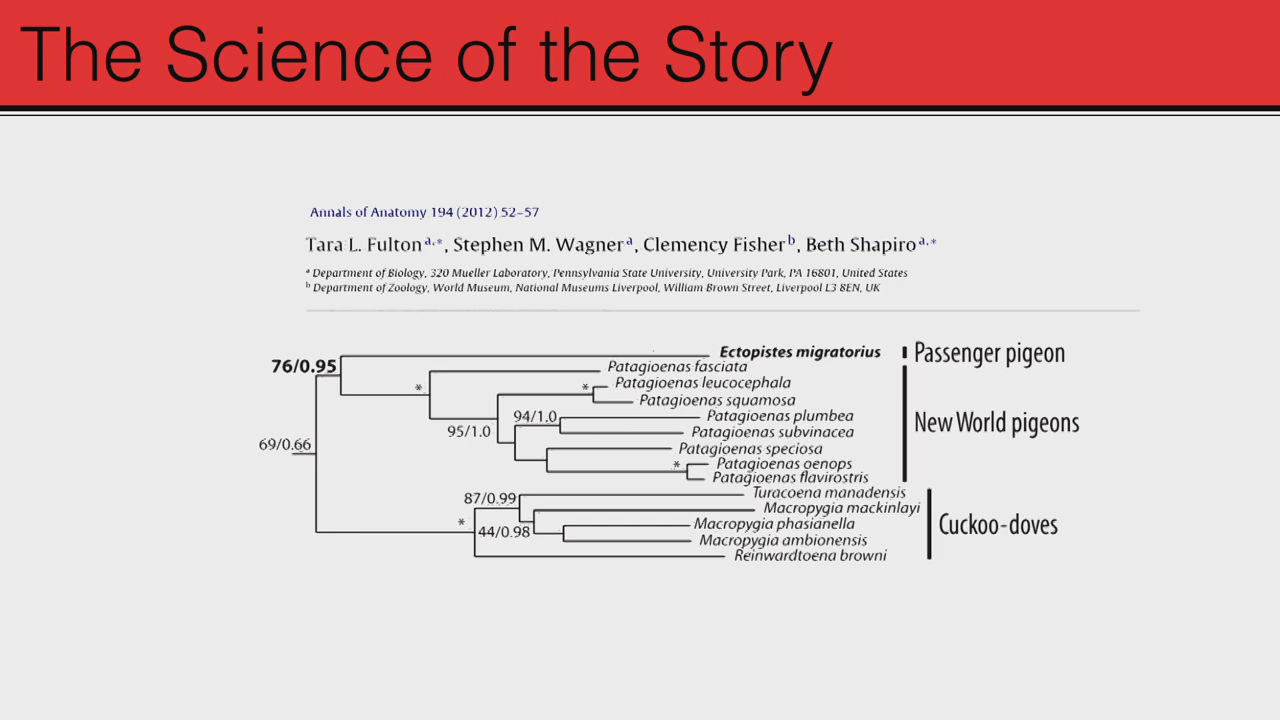 The Science of the Story
Annals of Anatomy 194 (2012) 52–57
Tara L. Fulton a,*, Stephen M. Wagner a, Clemency Fisher b, Beth Shapiro a,*
a Department of Biology, 320 Mueller Laboratory, Pennsylvania State University, University Park, PA 16801, United States
b Department of Zoology, World Museum, National Museums Liverpool, William Brown Street, Liverpool L3 8EN, UK
Ectopistes migratorius
Passenger pigeon
76/0.95
Patagioenas fasciata
*
*
Patagioenas leucocephala
Patagioenas squamosa
94/1.0
Patagioenas plumbea
New World pigeons
95/1.0
Patagioenas subvinacea
69/0.66
Patagioenas speciosa
*
Patagioenas oenops
Patagioenas flavirostris
87/0.99
Turacoena manadensis
Macropygia mackinlayi
*
Macropygia phasianella
Cuckoo-doves
44/0.98
Macropygia ambionensis
Reinwardtoena browni